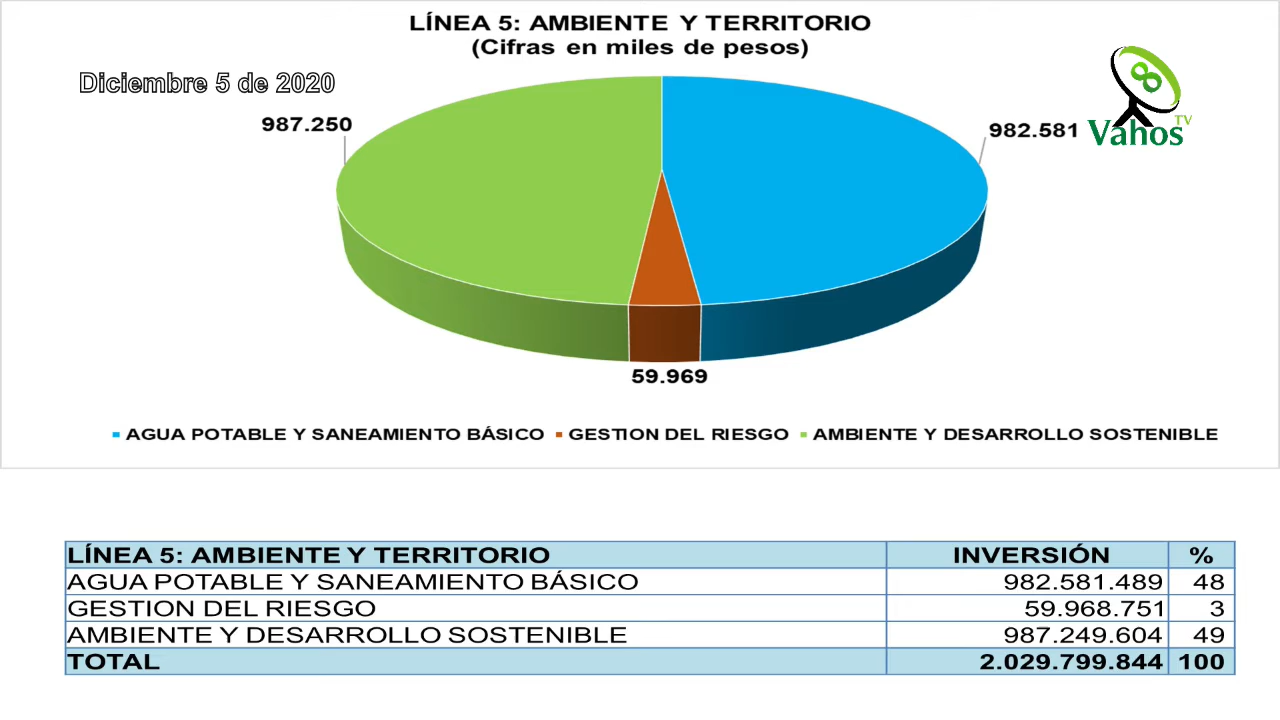 LÍNEA 5: AMBIENTE Y TERRITORIO
(Cifras en miles de pesos)
Diciembre 5 de 2020
8
Vahos TV
987.250
982.581
59.969
AGUA POTABLE Y SANEAMIENTO BÁSICO GESTION DEL RIESGO AMBIENTE Y DESARROLLO SOSTENIBLE
LÍNEA 5: AMBIENTE Y TERRITORIO INVERSIÓN %
AGUA POTABLE Y SANEAMIENTO BÁSICO 982.581.489 48
GESTION DEL RIESGO 59.968.751 3
AMBIENTE Y DESARROLLO SOSTENIBLE 987.249.604 49
TOTAL 2.029.799.844 100